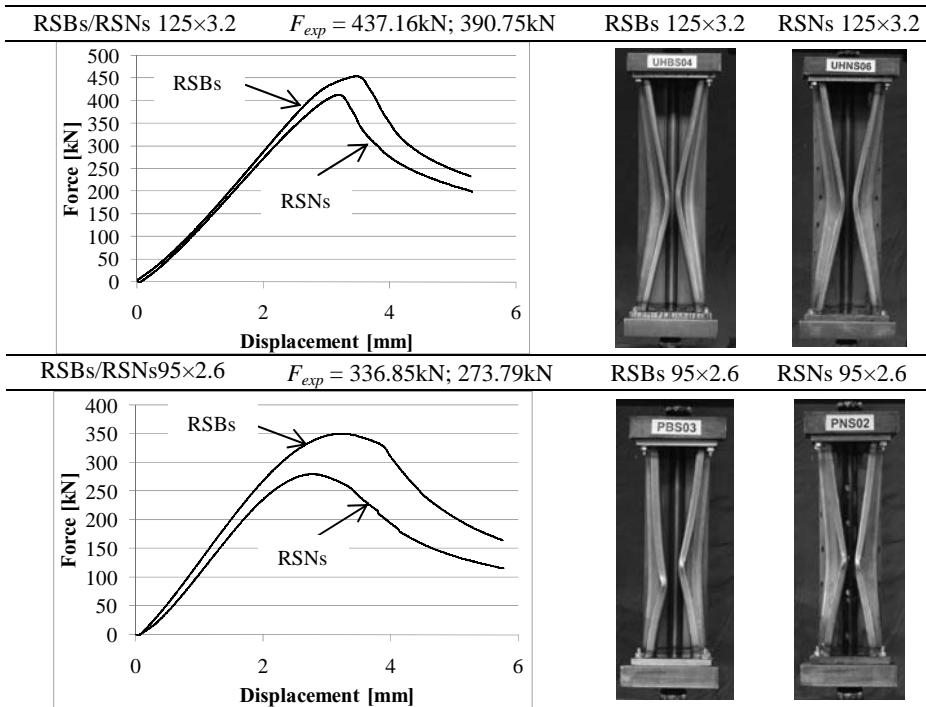 RSBs/RSNs 125×3.2 F_exp = 437.16kN; 390.75kN RSBs 125×3.2 RSNs 125×3.2
500
450
400
350
300
250
200
150
100
50
0
Force [kN]
RSBs
RSNs
0 2 4 6
Displacement [mm]
UHBS04
UHNS06
RSBs/RSNs95×2.6 F_exp = 336.85kN; 273.79kN RSBs 95×2.6 RSNs 95×2.6
400
350
300
250
200
150
100
50
0
Force [kN]
RSBs
RSNs
0 2 4 6
Displacement [mm]
PBS03
PNS02